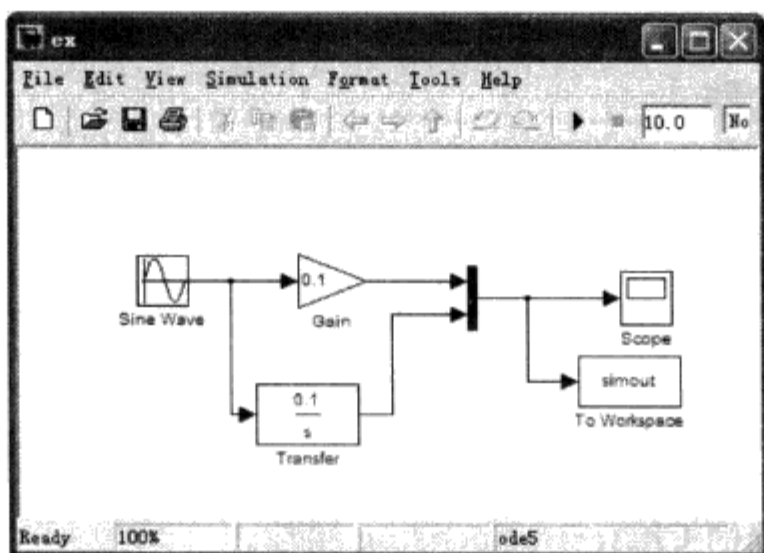 ex
File Edit View Simulation Format Tools Help
10.0 No
0.1
Sine Wave
Gain
Scope
0.1
s
simout
Transfer
To Workspace
Ready 100% ode5